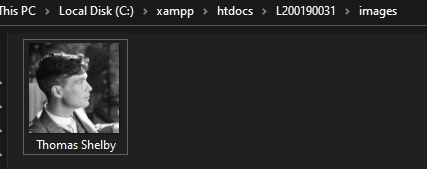 This PC > Local Disk (C:) > xampp > htdocs > L200190031 > images
Thomas Shelby